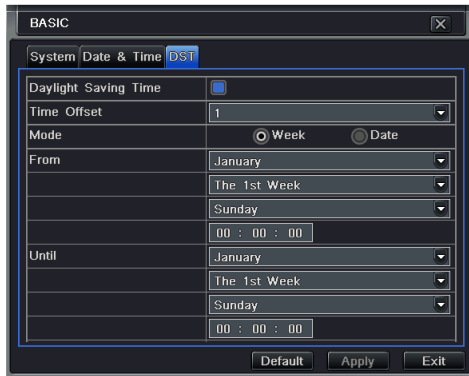 BASIC
System Date & Time DST
Daylight Saving Time
Time Offset 1
Mode Week Date
From January
The 1st Week
Sunday
00 : 00 : 00
Until January
The 1st Week
Sunday
00 : 00 : 00
Default Apply Exit